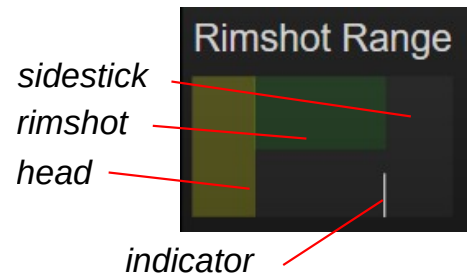 Rimshot Range
sidestick
rimshot
head
indicator